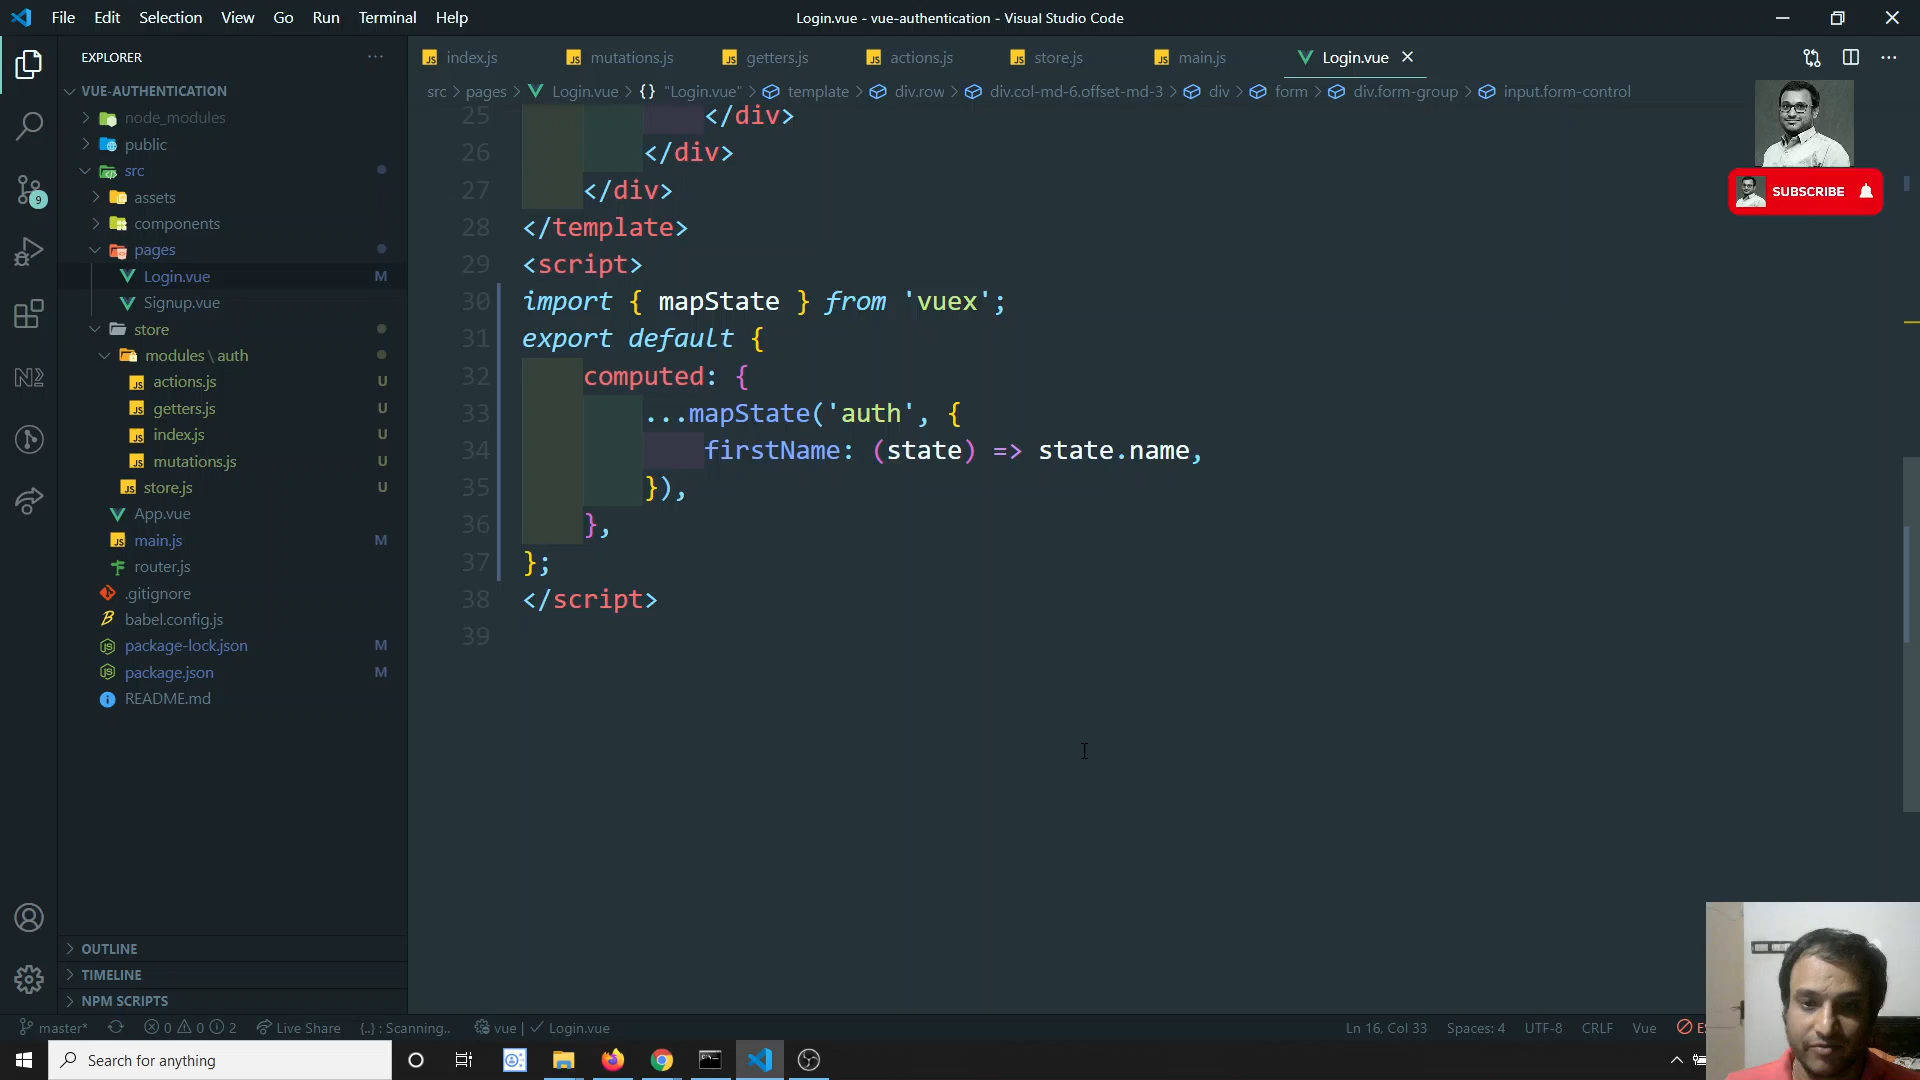 File Edit Selection View Go Run Terminal Help
Login.vue - vue-authentication - Visual Studio Code
EXPLORER
index.js mutations.js getters.js actions.js store.js main.js Login.vue
src > pages > Login.vue > {} "Login.vue" > template > div.row > div.col-md-6.offset-md-3 > div > form > div.form-group > input.form-control
VUE-AUTHENTICATION
node_modules
public
src
assets
components
pages
Login.vue M
Signup.vue
store
modules \ auth
actions.js U
getters.js U
index.js U
mutations.js U
store.js U
App.vue
main.js M
router.js
.gitignore
babel.config.js
package-lock.json M
package.json M
README.md
OUTLINE
TIMELINE
NPM SCRIPTS
9
25 </div>
26 </div>
27 </div>
28 </template>
29 <script>
30 import { mapState } from 'vuex';
31 export default {
32 computed: {
33 ...mapState('auth', {
34 firstName: (state) => state.name,
35 }),
36 },
37 };
38 </script>
39
SUBSCRIBE
master* 0 0 2 Live Share {..} : Scanning.. vue | Login.vue
Ln 16, Col 33 Spaces: 4 UTF-8 CRLF Vue
Search for anything